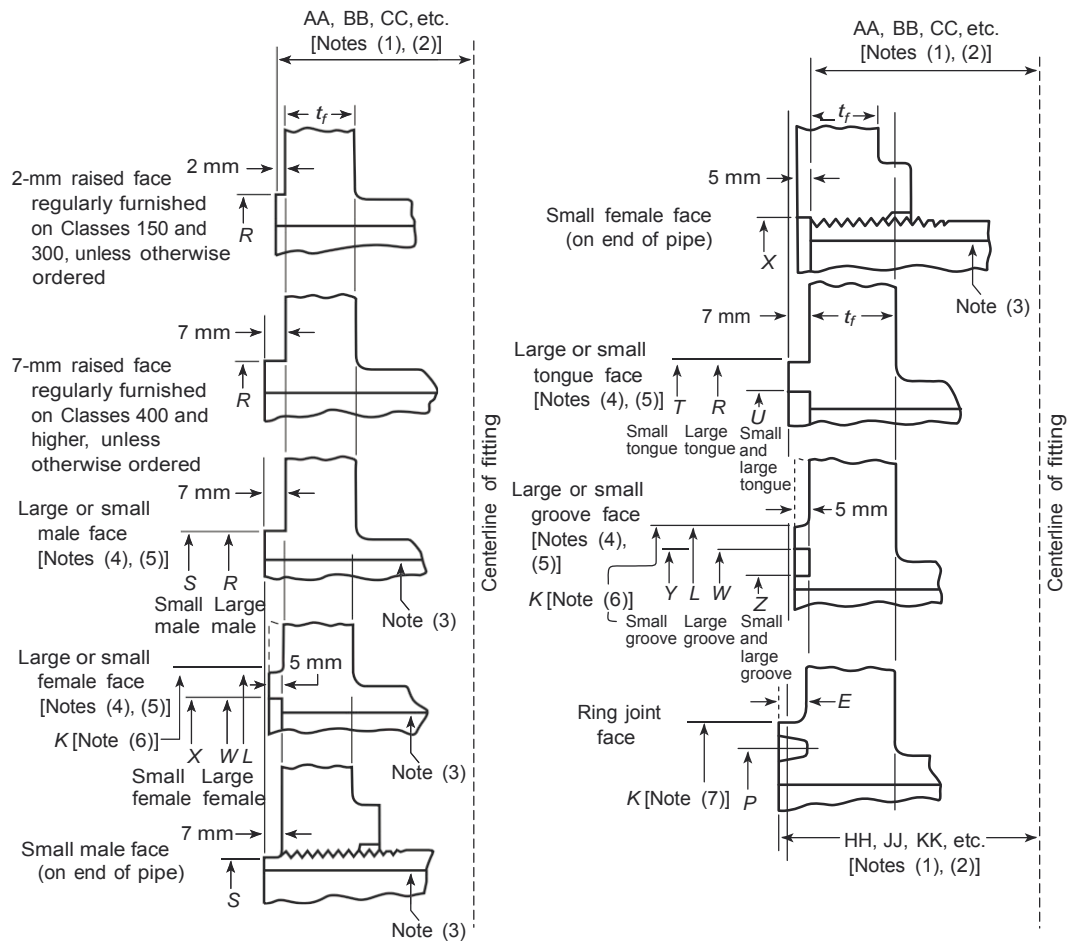 AA, BB, CC, etc.
[Notes (1), (2)]
t_f
2 mm
2-mm raised face
regularly furnished
on Classes 150 and
300, unless otherwise
ordered
R
7 mm
7-mm raised face
regularly furnished
on Classes 400 and
higher, unless
otherwise ordered
R
7 mm
Large or small
male face
[Notes (4), (5)]
S R
Small Large
male male
Note (3)
Large or small
female face
[Notes (4), (5)]
5 mm
K [Note (6)]
X W L
Small Large
female female
Note (3)
7 mm
Small male face
(on end of pipe)
S
Note (3)
Centerline of fitting
AA, BB, CC, etc.
[Notes (1), (2)]
t_f
5 mm
Small female face
(on end of pipe)
X
Note (3)
7 mm
t_f
Large or small
tongue face
[Notes (4), (5)]
T R U
Small Large Small
tongue tongue and
large
tongue
Large or small
groove face
[Notes (4),
(5)]
5 mm
K [Note (6)]
Y L W Z
Small Large Small
groove groove and
large
groove
Ring joint
face
E
K [Note (7)]
P
HH, JJ, KK, etc.
[Notes (1), (2)]
Centerline of fitting